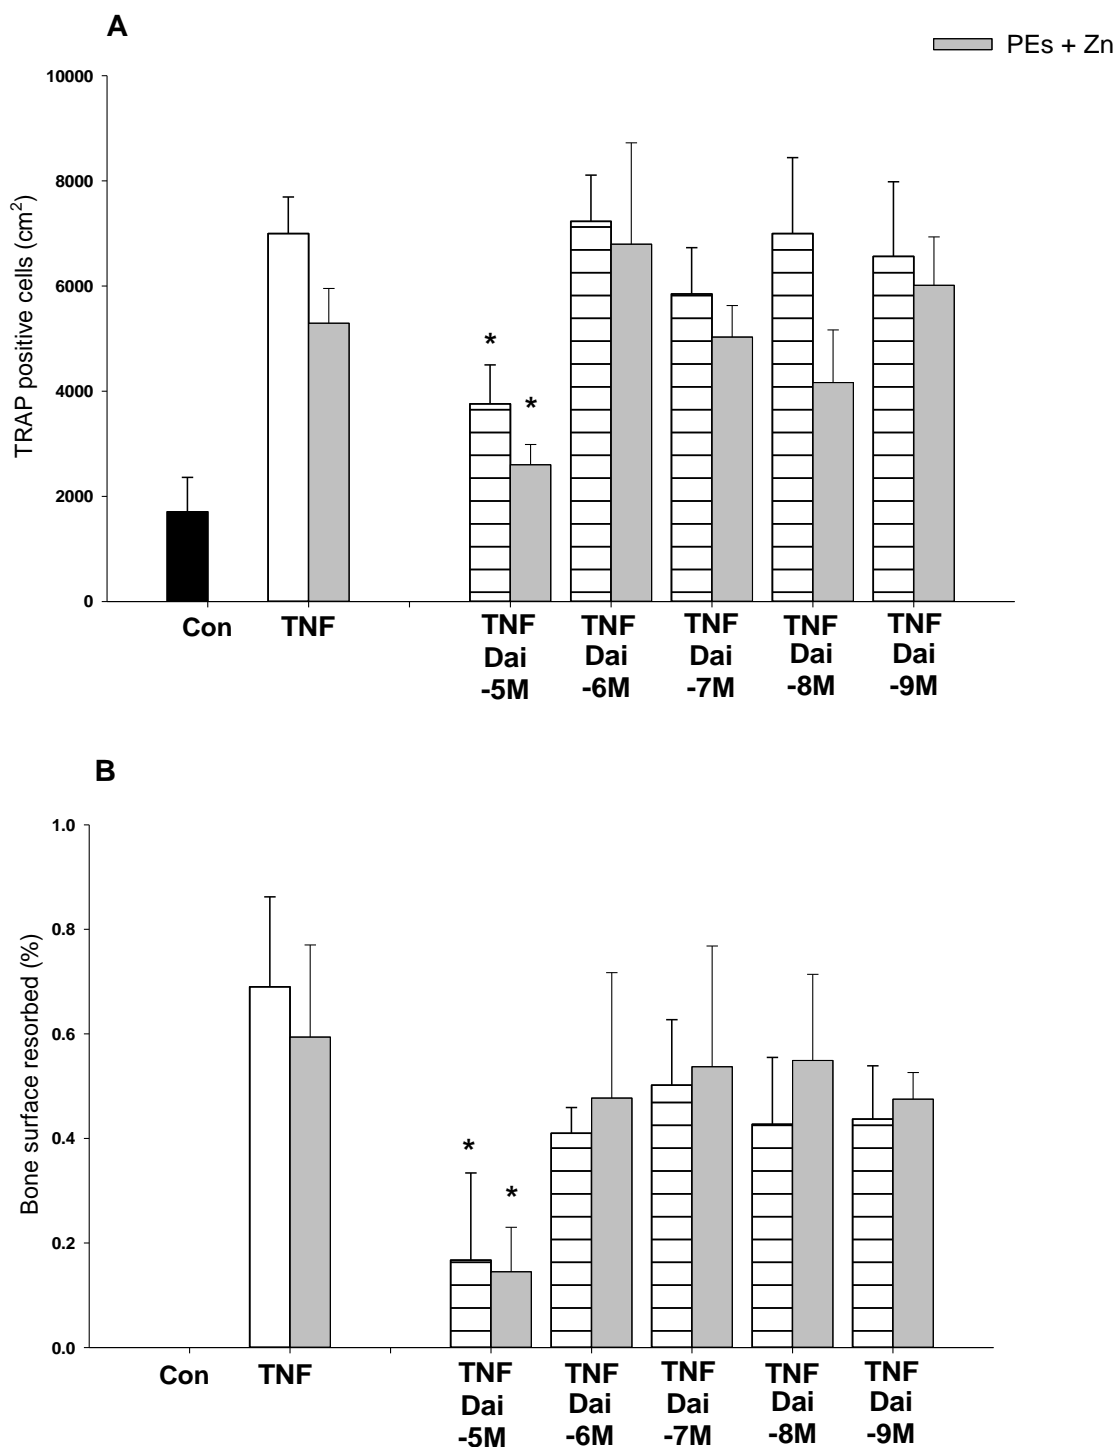 A
PEs + Zn
10000
8000
6000
4000
2000
0
TRAP positive cells (cm²)
*
*
Con
TNF
TNF
Dai
-5M
TNF
Dai
-6M
TNF
Dai
-7M
TNF
Dai
-8M
TNF
Dai
-9M
B
1.0
0.8
0.6
0.4
0.2
0.0
Bone surface resorbed (%)
*
*
Con
TNF
TNF
Dai
-5M
TNF
Dai
-6M
TNF
Dai
-7M
TNF
Dai
-8M
TNF
Dai
-9M